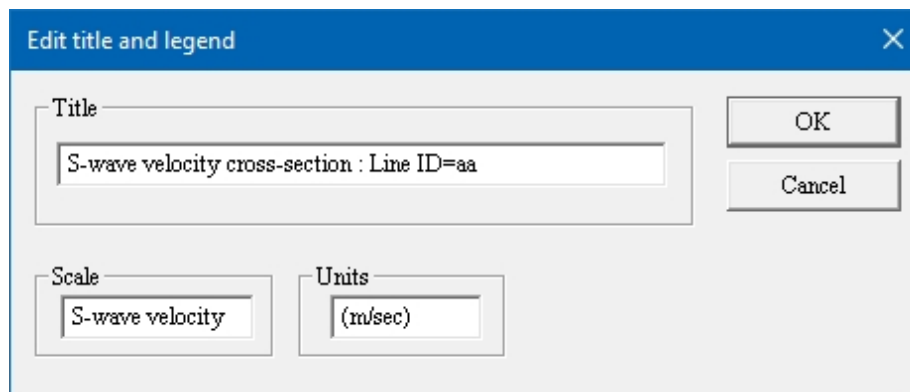 Edit title and legend
Title
OK
S-wave velocity cross-section : Line ID=aa
Cancel
Scale
Units
S-wave velocity
(m/sec)